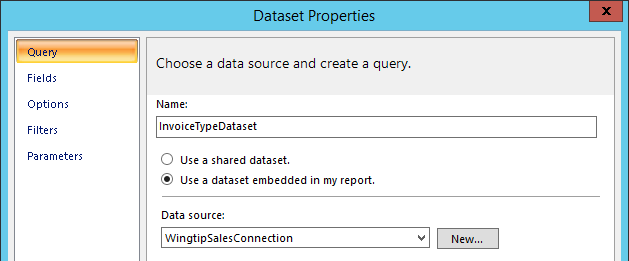 Dataset Properties
x
Query
Fields
Options
Filters
Parameters
Choose a data source and create a query.
Name:
InvoiceTypeDataset
Use a shared dataset.
Use a dataset embedded in my report.
Data source:
WingtipSalesConnection
New...